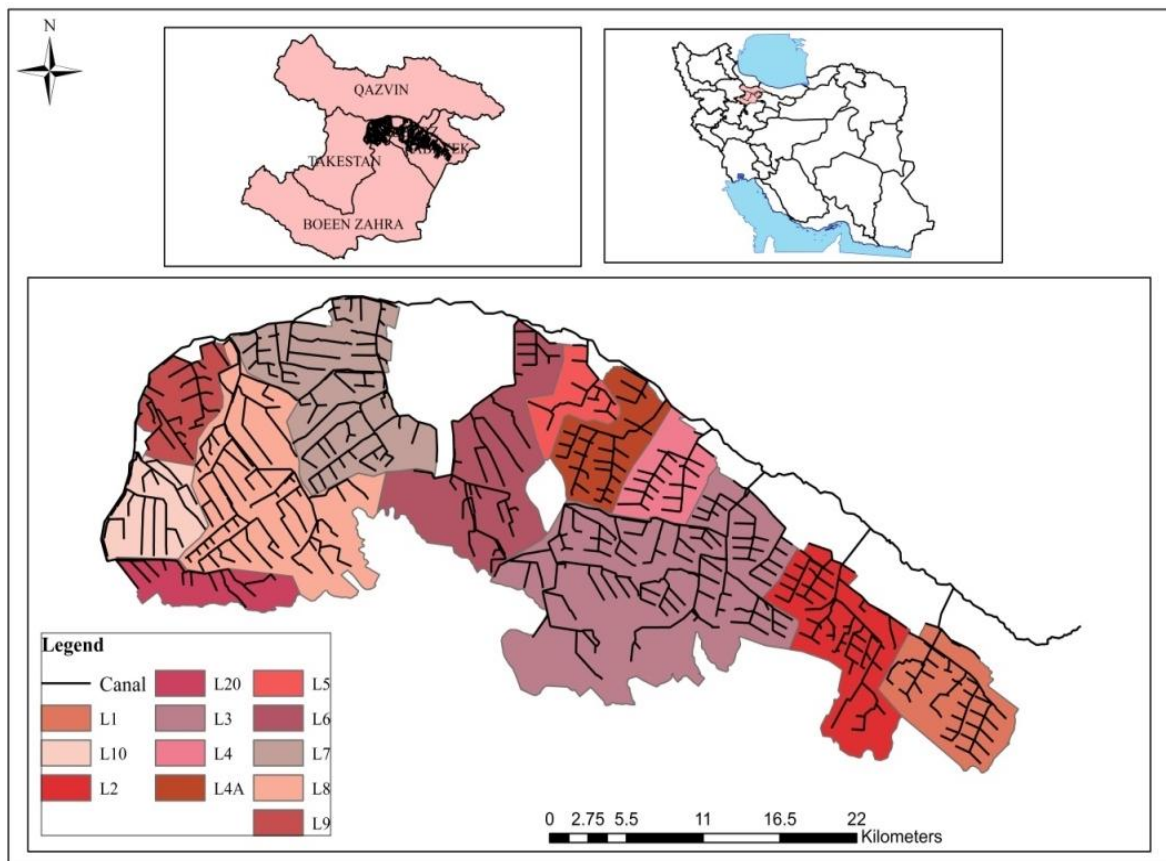 N
QAZVIN
TAKESTAN
BOEEN ZAHRA
Legend
Canal
L1
L10
L2
L20
L3
L4
L4A
L5
L6
L7
L8
L9
0 2.75 5.5 11 16.5 22
Kilometers